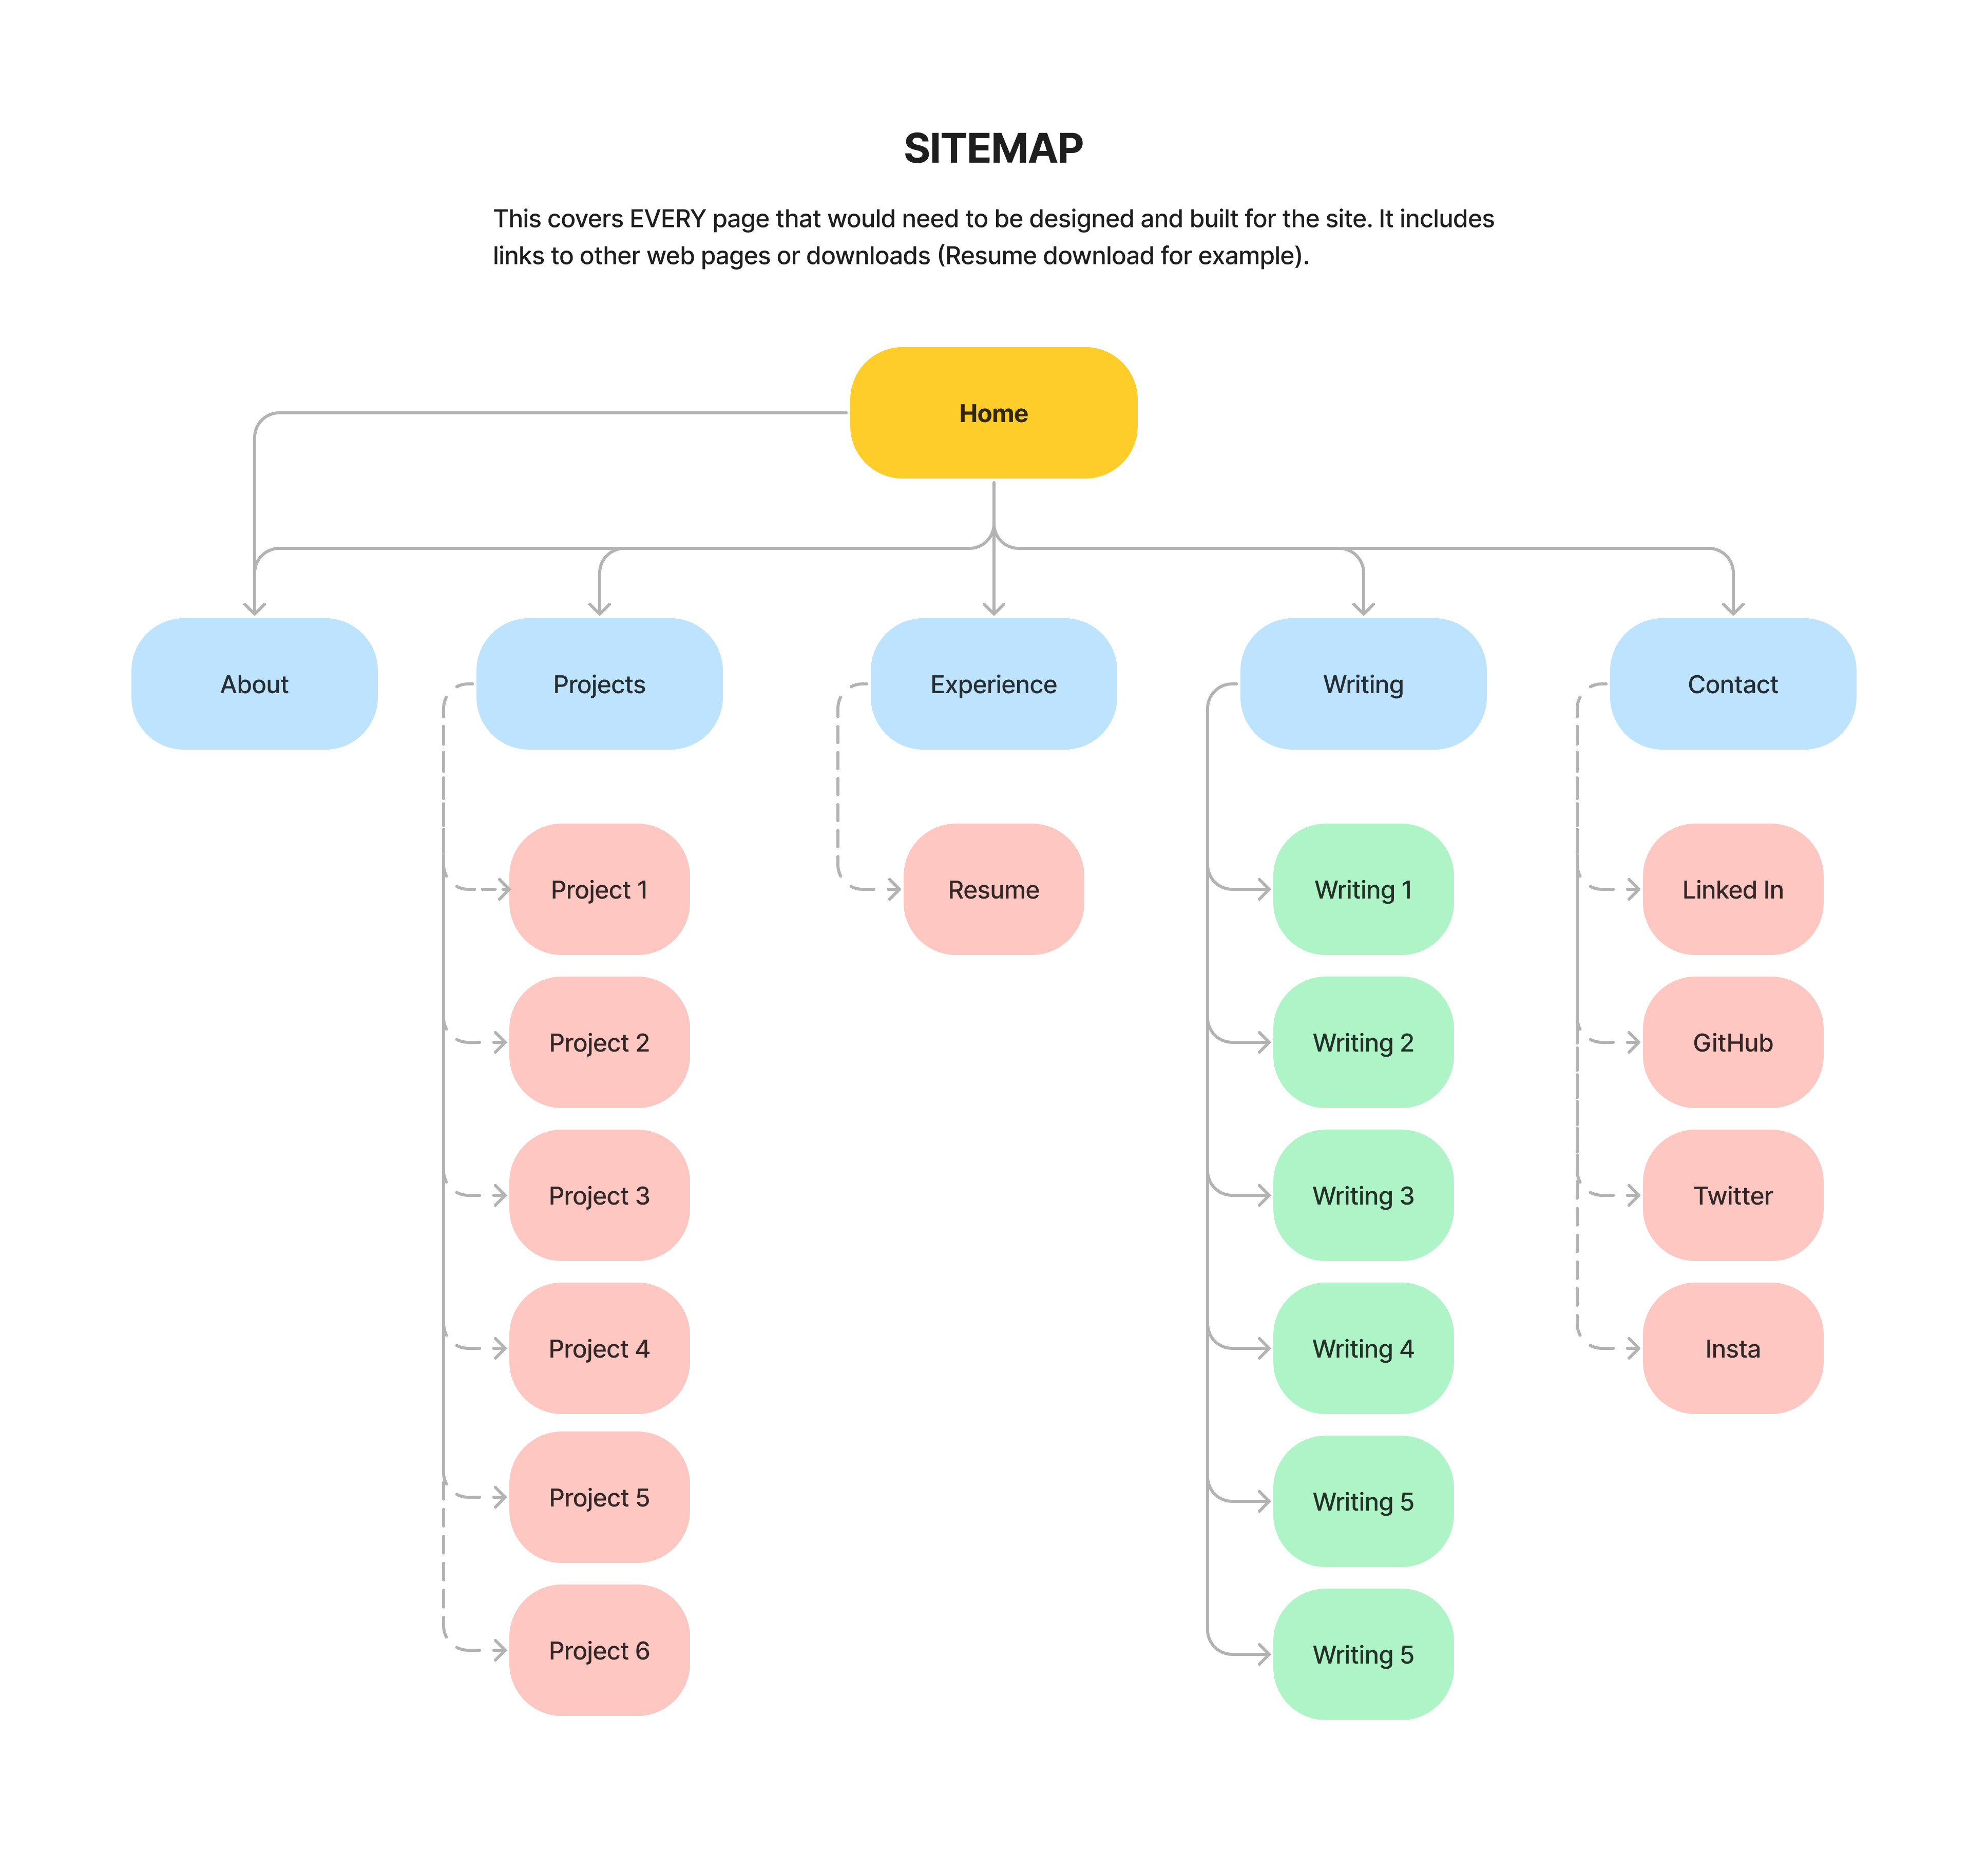 SITEMAP
This covers EVERY page that would need to be designed and built for the site. It includes
links to other web pages or downloads (Resume download for example).
Home
About
Projects
Experience
Writing
Contact
Project 1
Resume
Writing 1
Linked In
Project 2
Writing 2
GitHub
Project 3
Writing 3
Twitter
Project 4
Writing 4
Insta
Project 5
Writing 5
Project 6
Writing 5